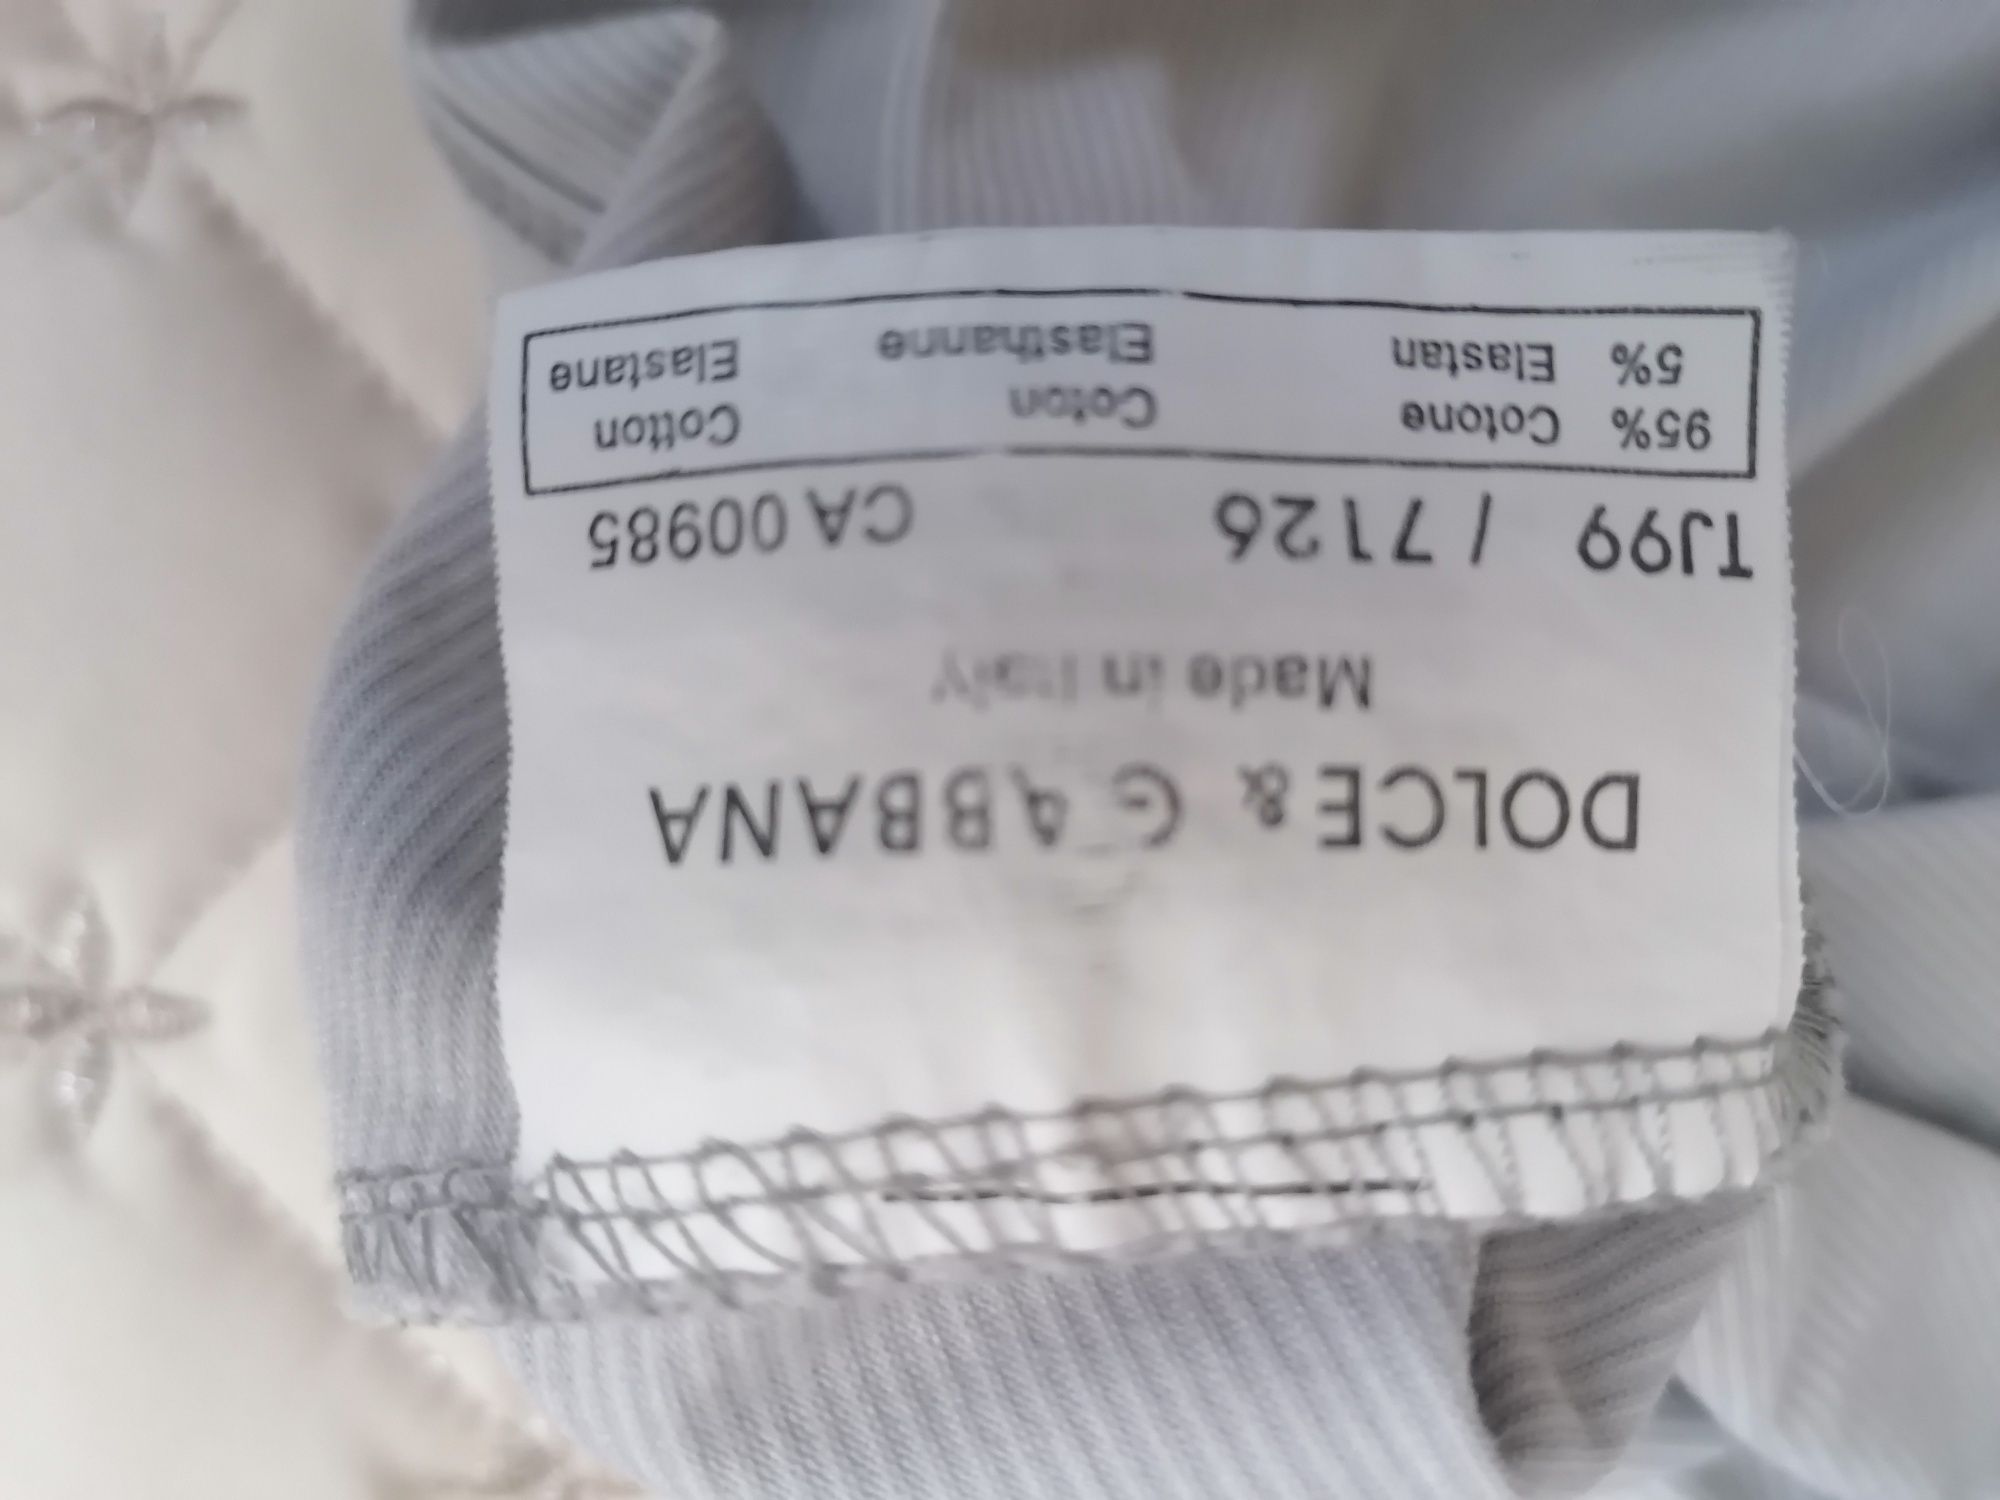 DOLCE & GABBANA
Made in Italy
TJ99 / 7126 CA 00985
95% Cotone Coton Cotton
5% Elastan Elasthanne Elastane